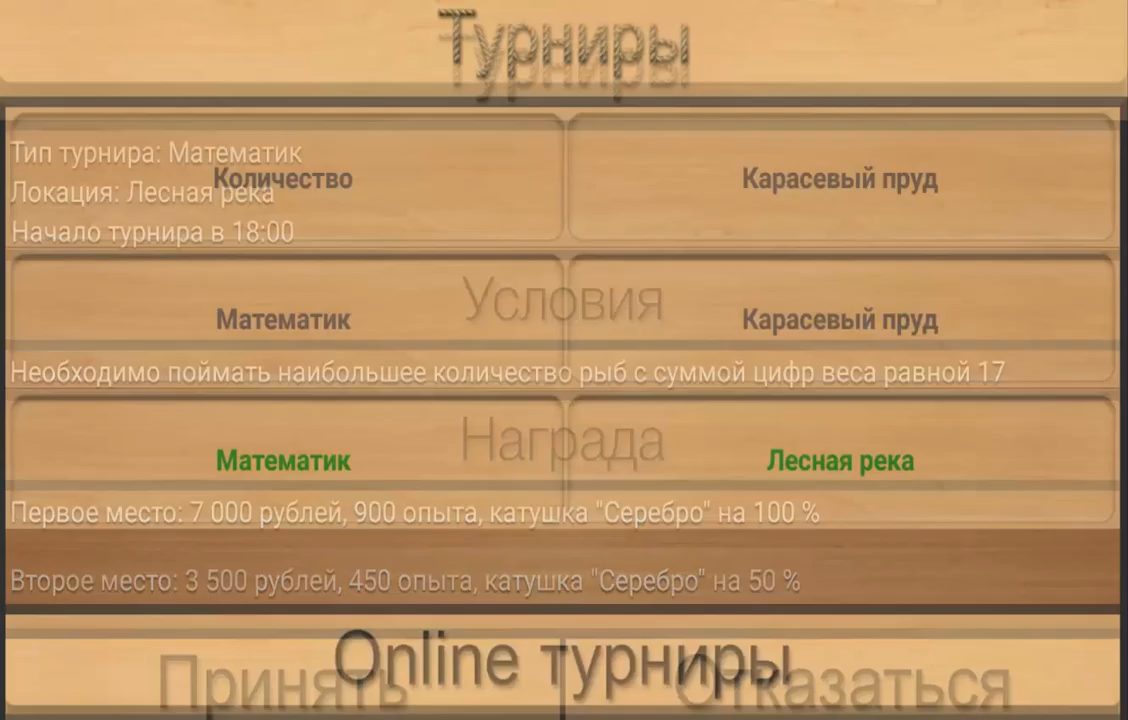 Турниры
Тип турнира: Математик
Количество
Карасевый пруд
Локация: Лесная река
Начало турнира в 18:00
Условия
Математик
Карасевый пруд
Необходимо поймать наибольшее количество рыб с суммой цифр веса равной 17
Награда
Математик
Лесная река
Первое место: 7 000 рублей, 900 опыта, катушка "Серебро" на 100 %
Второе место: 3 500 рублей, 450 опыта, катушка "Серебро" на 50 %
Online турниры
Принять
Отказаться